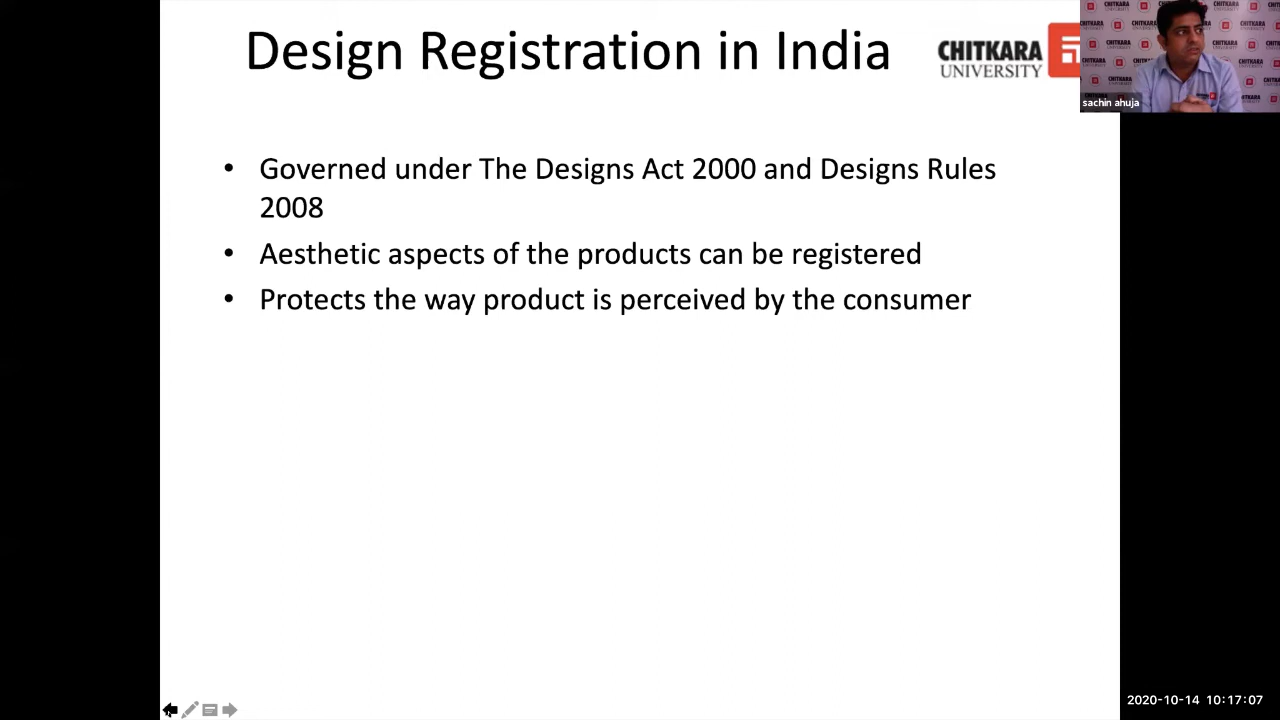 Design Registration in India
CHITKARA
UNIVERSITY
sachin ahuja
• Governed under The Designs Act 2000 and Designs Rules
2008
• Aesthetic aspects of the products can be registered
• Protects the way product is perceived by the consumer
2020-10-14 10:17:07